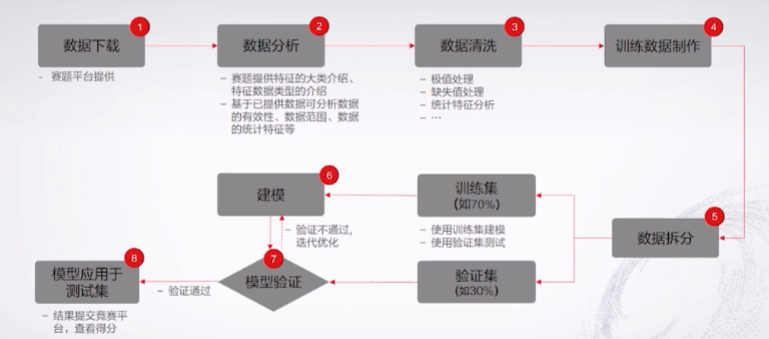 1
数据下载
- 赛题平台提供
2
数据分析
- 赛题提供特征的大类介绍、
特征数据类型的介绍
- 基于已提供数据可分析数据
的有效性、数据范围、数据
的统计特征等
3
数据清洗
- 极值处理
- 缺失值处理
- 统计特征分析
- …
4
训练数据制作
5
数据拆分
训练集
(如70%)
- 使用训练集建模
- 使用验证集测试
验证集
(如30%)
6
建模
- 验证不通过,
迭代优化
7
模型验证
- 验证通过
8
模型应用于
测试集
- 结果提交竞赛平
台，查看得分